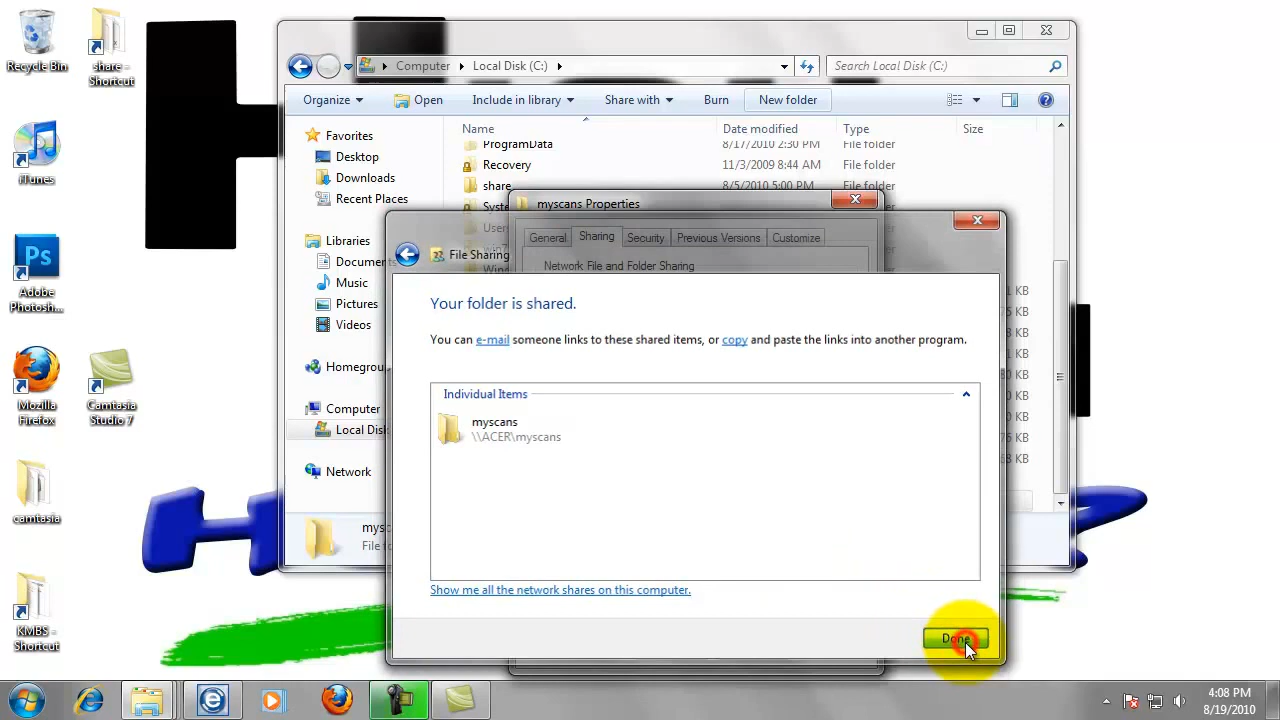 Recycle Bin
share -
Shortcut
iTunes
Ps
Adobe
Photosh...
Mozilla
Firefox
Camtasia
Studio 7
camtasia
KMBS -
Shortcut
Computer
Local Disk (C:)
Search Local Disk (C:)
Organize
Open
Include in library
Share with
Burn
New folder
Favorites
Desktop
Downloads
Recent Places
Libraries
Documen
Music
Pictures
Videos
Homegrou
Computer
Local Disk
Network
Name
Date modified
Type
Size
ProgramData
8/17/2010 2:30 PM
File folder
Recovery
11/3/2009 8:44 AM
File folder
share
8/5/2010 5:00 PM
File folder
myscans Properties
General
Sharing
Security
Previous Versions
Customize
Network File and Folder Sharing
File Sharing
Your folder is shared.
You can e-mail someone links to these shared items, or copy and paste the links into another program.
Individual Items
myscans
\\ACER\myscans
Show me all the network shares on this computer.
Done
4:08 PM
8/19/2010